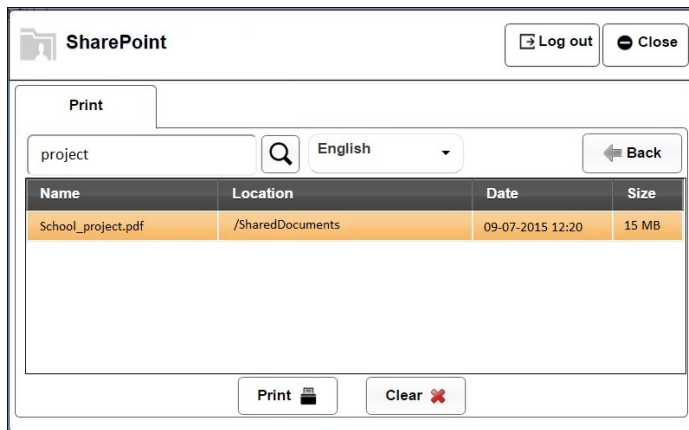 SharePoint
Log out
Close
Print
project
English
Back
Name Location Date Size
School_project.pdf /SharedDocuments 09-07-2015 12:20 15 MB
Print
Clear